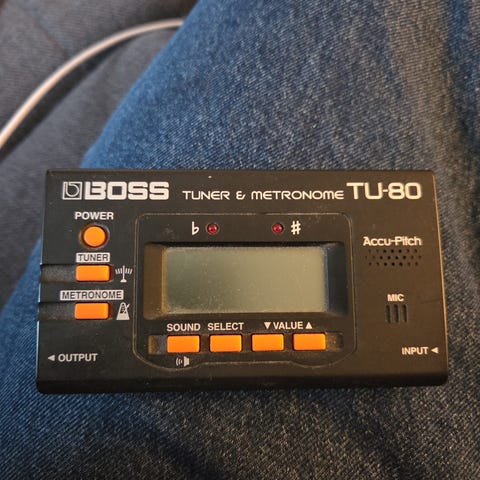 BOSS TUNER & METRONOME TU-80
POWER
♭ #
Accu-Pitch
TUNER
METRONOME
MIC
SOUND SELECT ▼ VALUE ▲
◄ OUTPUT
INPUT ◄